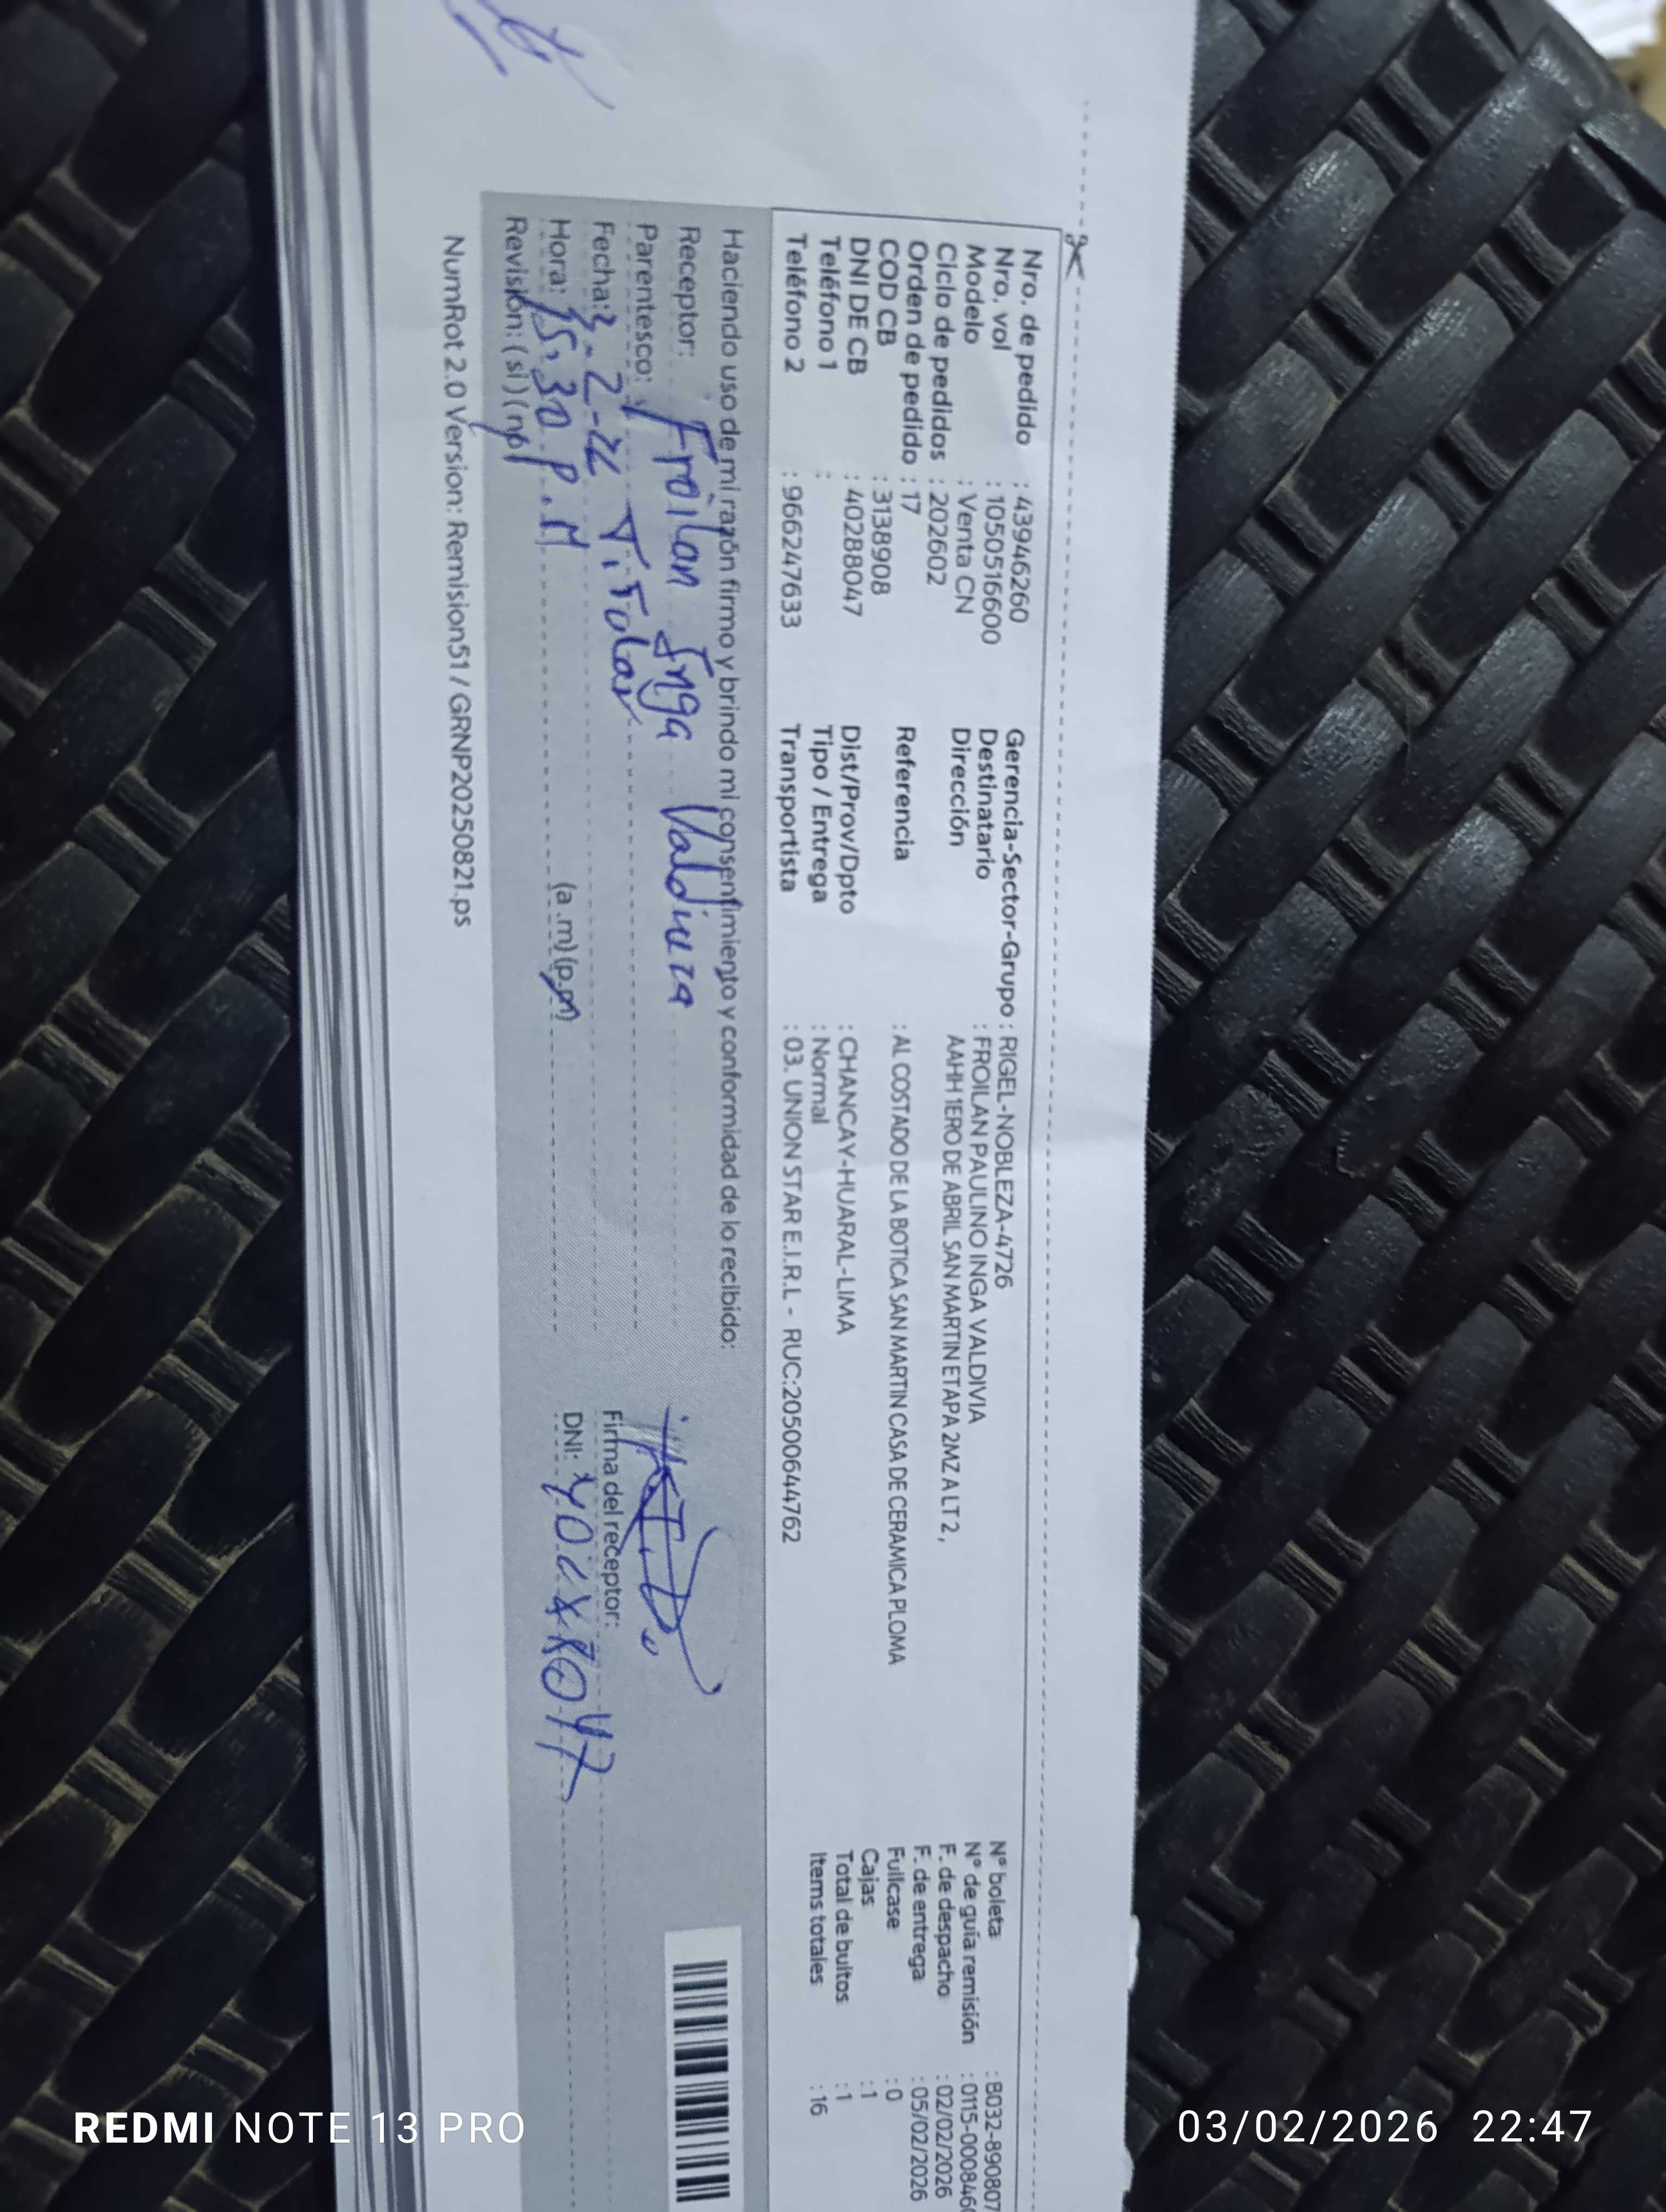 Nro. de pedido : 43946260
Nro. vol : 10505516600
Modelo : Venta CN
Ciclo de pedidos : 202602
Orden de pedido : 17
COD CB : 3138908
DNI DE CB : 40288047
Teléfono 1 :
Teléfono 2 : 966247633
Gerencia-Sector-Grupo : RIGEL-NOBLEZA-4726
Destinatario : FROILAN PAULINO INGA VALDIVIA
Dirección AAHH 1ERO DE ABRIL SAN MARTIN ETAPA 2MZ A LT 2,
Referencia : AL COSTADO DE LA BOTICA SAN MARTIN CASA DE CERAMICA PLOMA
Dist/Prov/Dpto : CHANCAY-HUARAL-LIMA
Tipo / Entrega : Normal
Transportista : 03. UNION STAR E.I.R.L - RUC:20500644762
N° boleta : B032-890807
N° de guía remisión : 0115-0008460
F. de despacho : 02/02/2026
F. de entrega : 05/02/2026
Fullcase : 0
Cajas : 1
Total de bultos : 1
Items totales : 16
Haciendo uso de mi razón firmo y brindo mi consentimiento y conformidad de lo recibido:
Receptor: Froilan Inga Valdivia
Parentesco: Titular
Fecha: 3-2-
Hora: 15:30 P.M (a .m) (p.m)
Revisión: ( si ) ( no )
Firma del receptor:
DNI: 47
NumRot 2.0 Version: Remision51 / GRNP20250821.ps
REDMI NOTE 13 PRO
03/02/2026 22:47